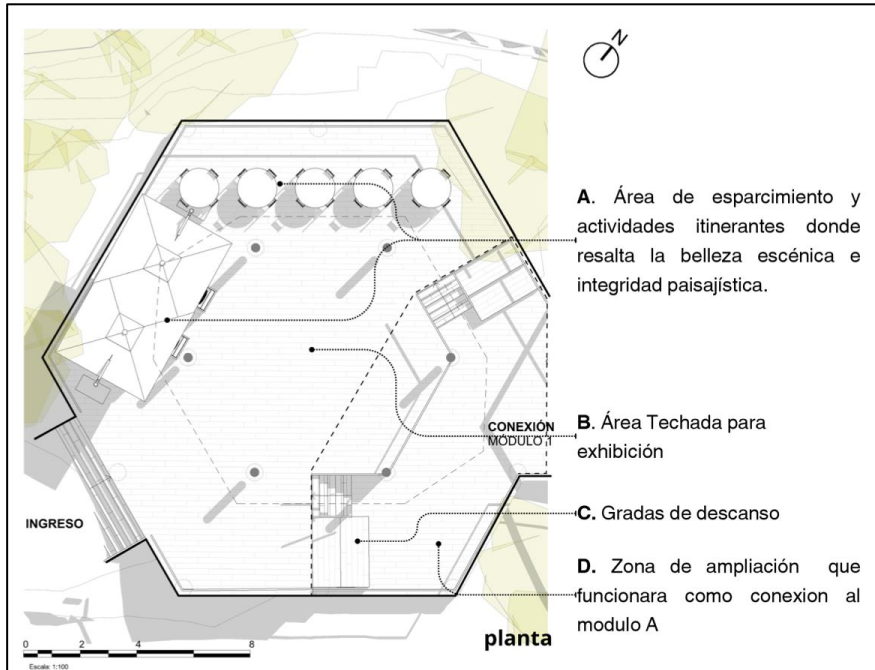 N
A. Área de esparcimiento y
actividades itinerantes donde
resalta la belleza escénica e
integridad paisajística.
CONEXIÓN
MÓDULO 1
B. Área Techada para
exhibición
INGRESO
C. Gradas de descanso
D. Zona de ampliación que
funcionara como conexion al
modulo A
planta
0 2 4 8
Escala: 1:100